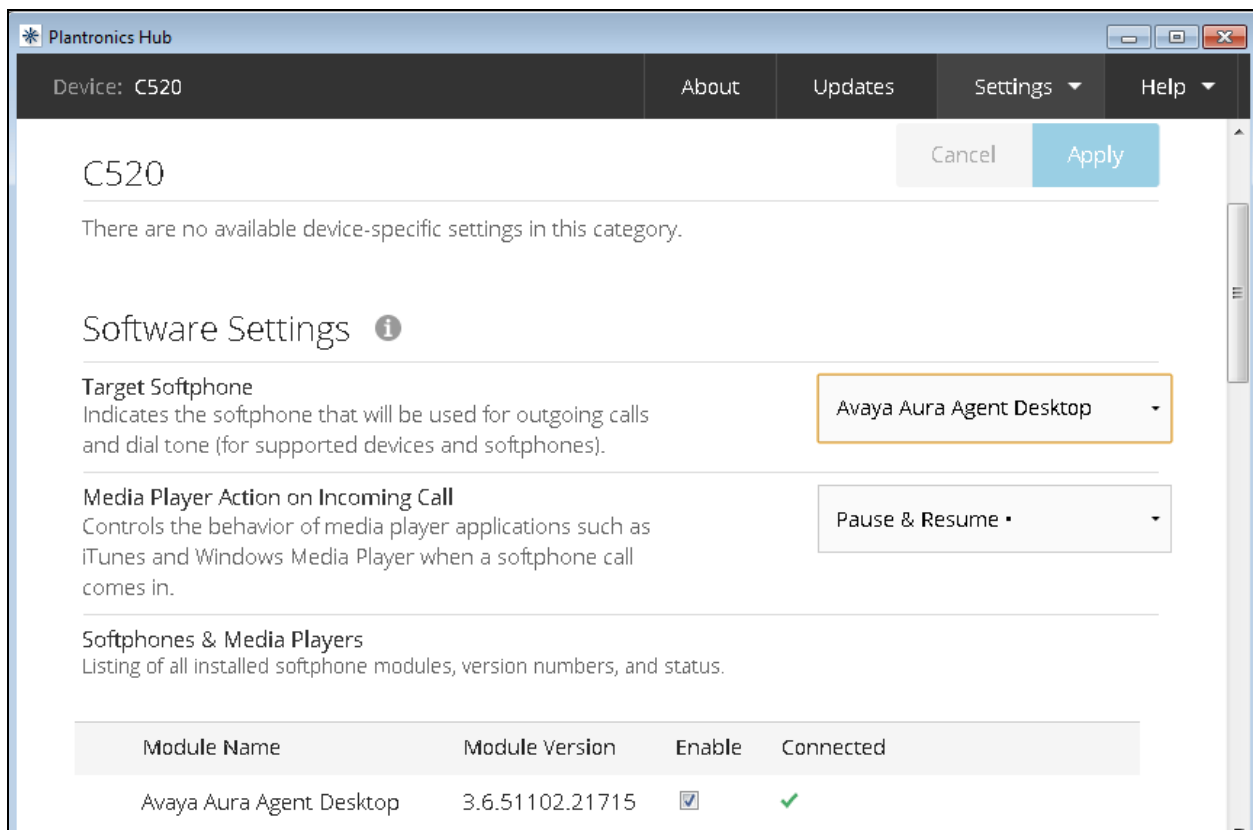 Plantronics Hub
Device: C520 About Updates Settings Help
Cancel Apply
C520
There are no available device-specific settings in this category.
Software Settings
Target Softphone
Indicates the softphone that will be used for outgoing calls
and dial tone (for supported devices and softphones).
Avaya Aura Agent Desktop
Media Player Action on Incoming Call
Controls the behavior of media player applications such as
iTunes and Windows Media Player when a softphone call
comes in.
Pause & Resume •
Softphones & Media Players
Listing of all installed softphone modules, version numbers, and status.
Module Name Module Version Enable Connected
Avaya Aura Agent Desktop 3.6.51102.21715